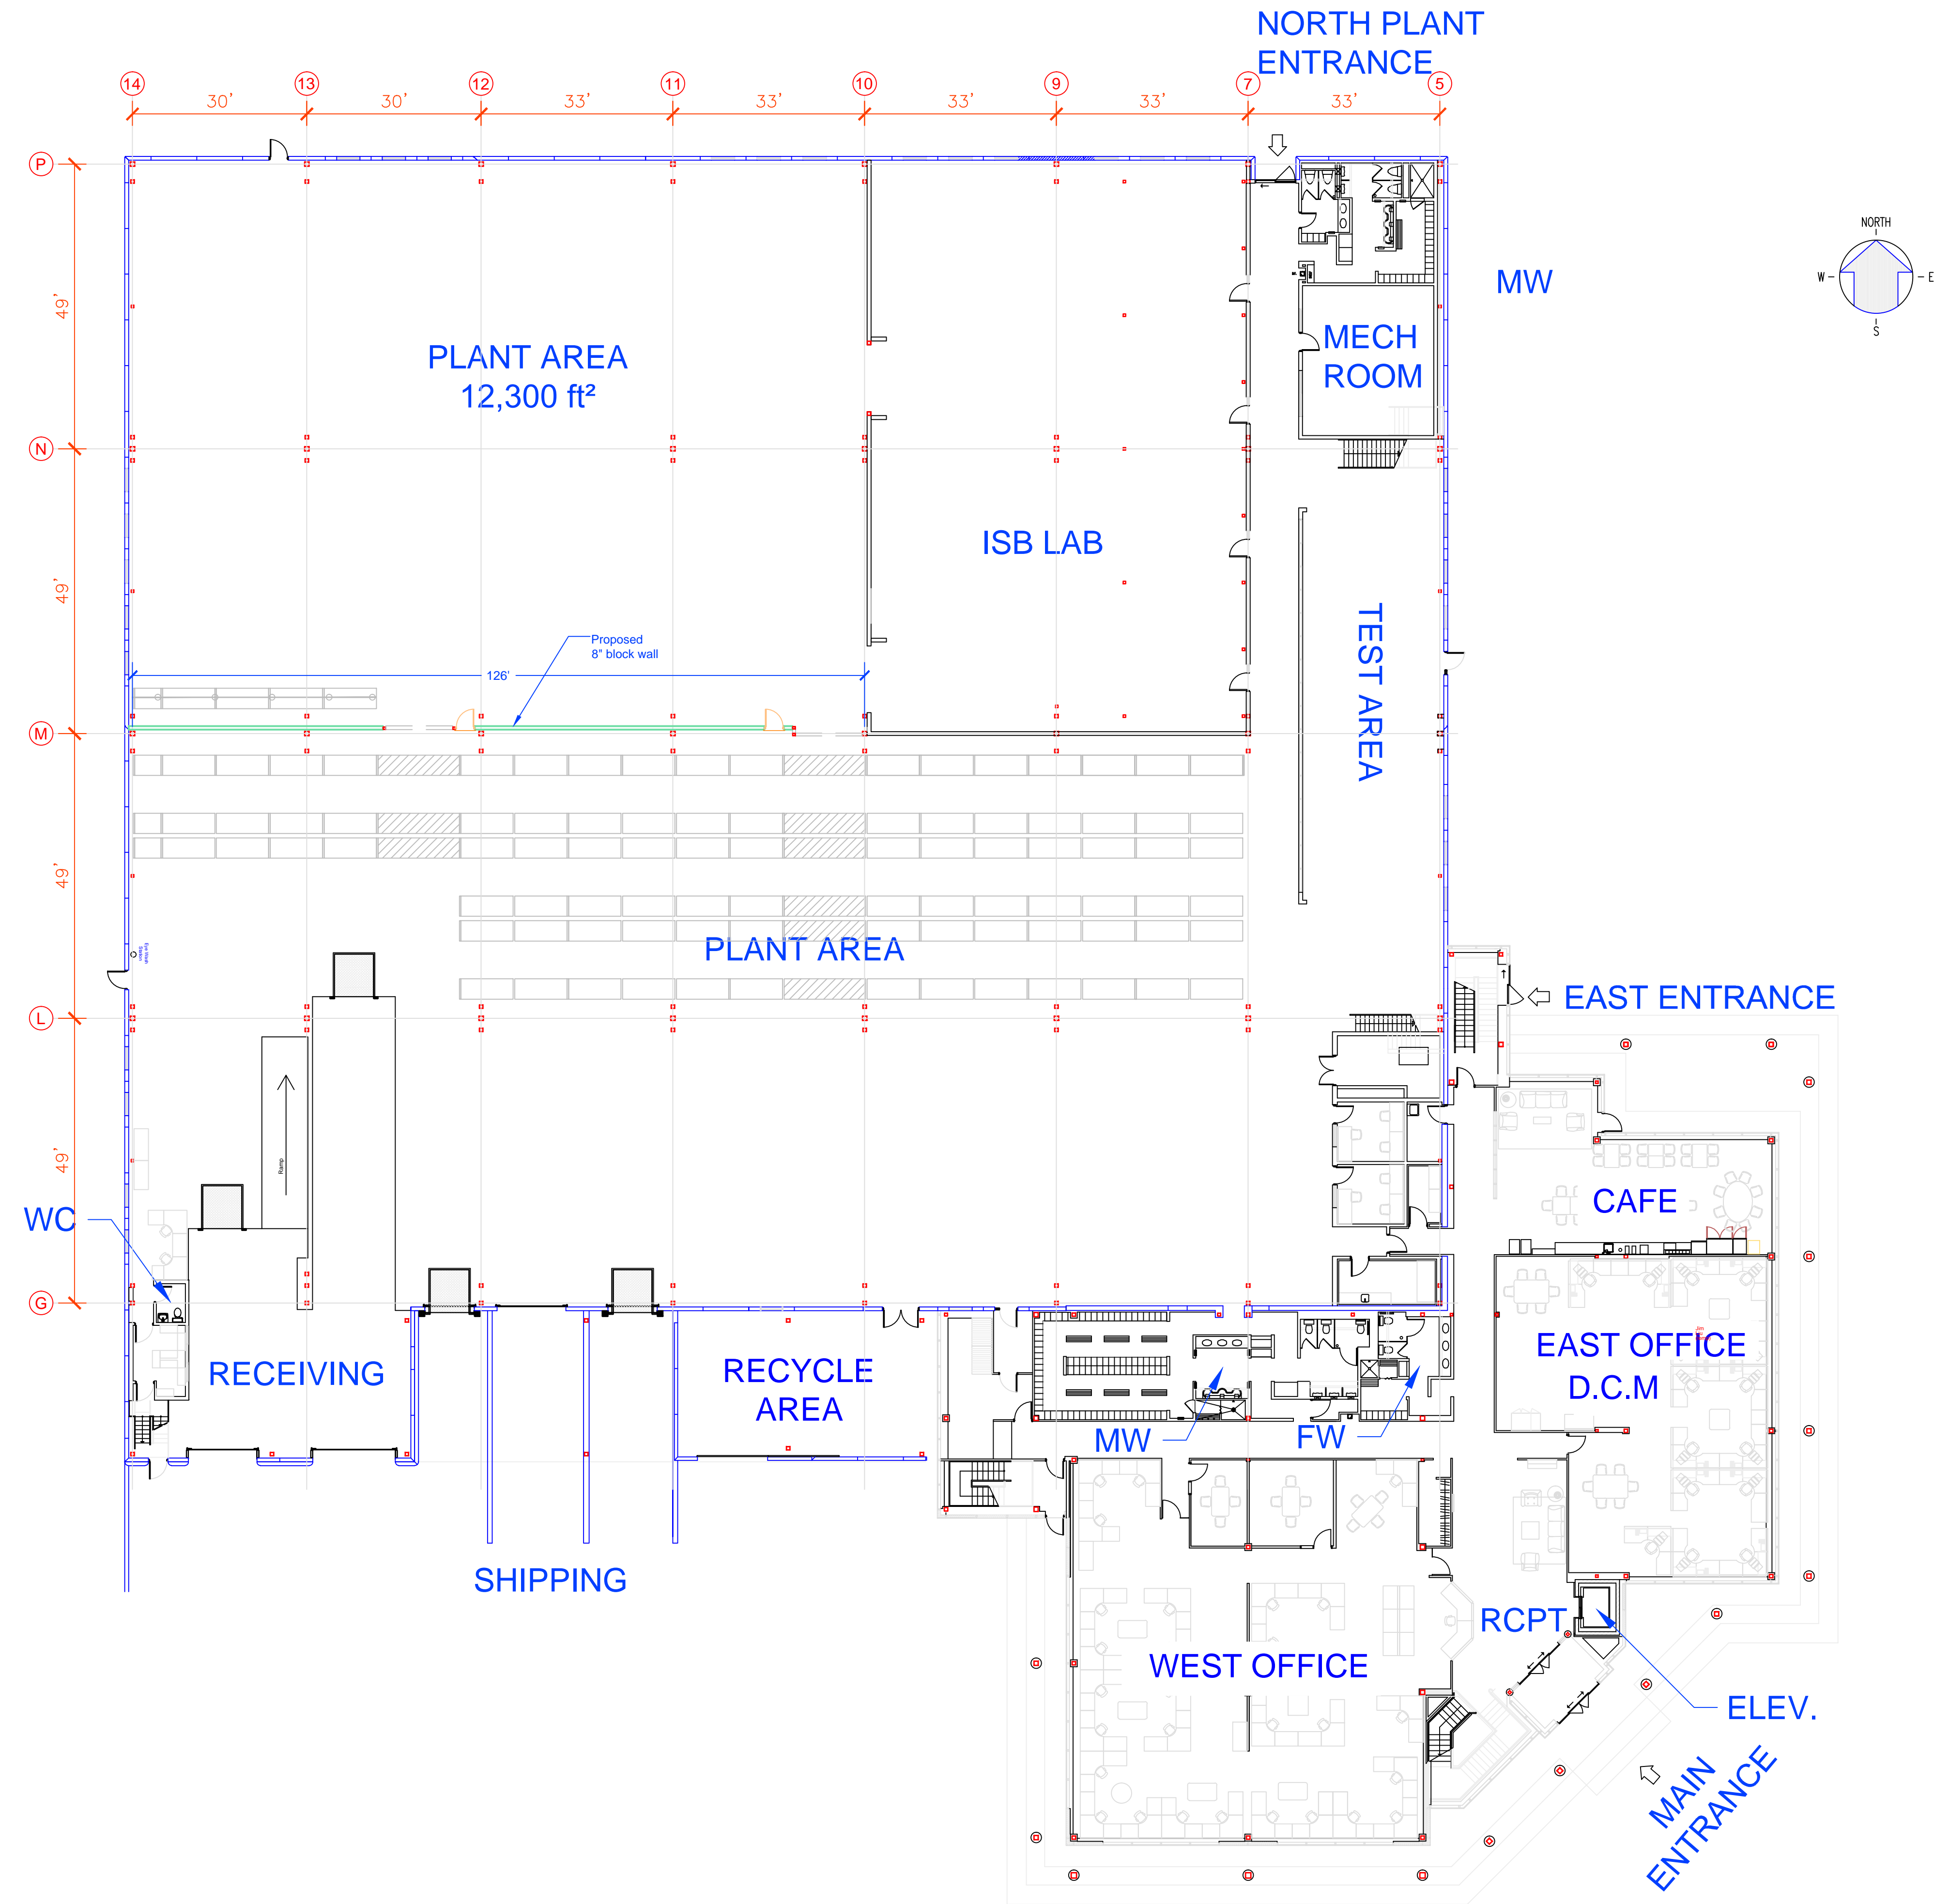 NORTH PLANT
ENTRANCE
14
13
12
11
10
9
7
5
30'
30'
33'
33'
33'
33'
33'
P
N
M
L
G
49'
49'
49'
49'
NORTH
W
E
S
MW
MECH
ROOM
PLANT AREA
12,300 ft²
ISB LAB
TEST AREA
Proposed
8" block wall
126'
PLANT AREA
EAST ENTRANCE
Ramp
WC
CAFE
RECEIVING
RECYCLE
AREA
EAST OFFICE
D.C.M
MW
FW
SHIPPING
RCPT
WEST OFFICE
ELEV.
MAIN
ENTRANCE